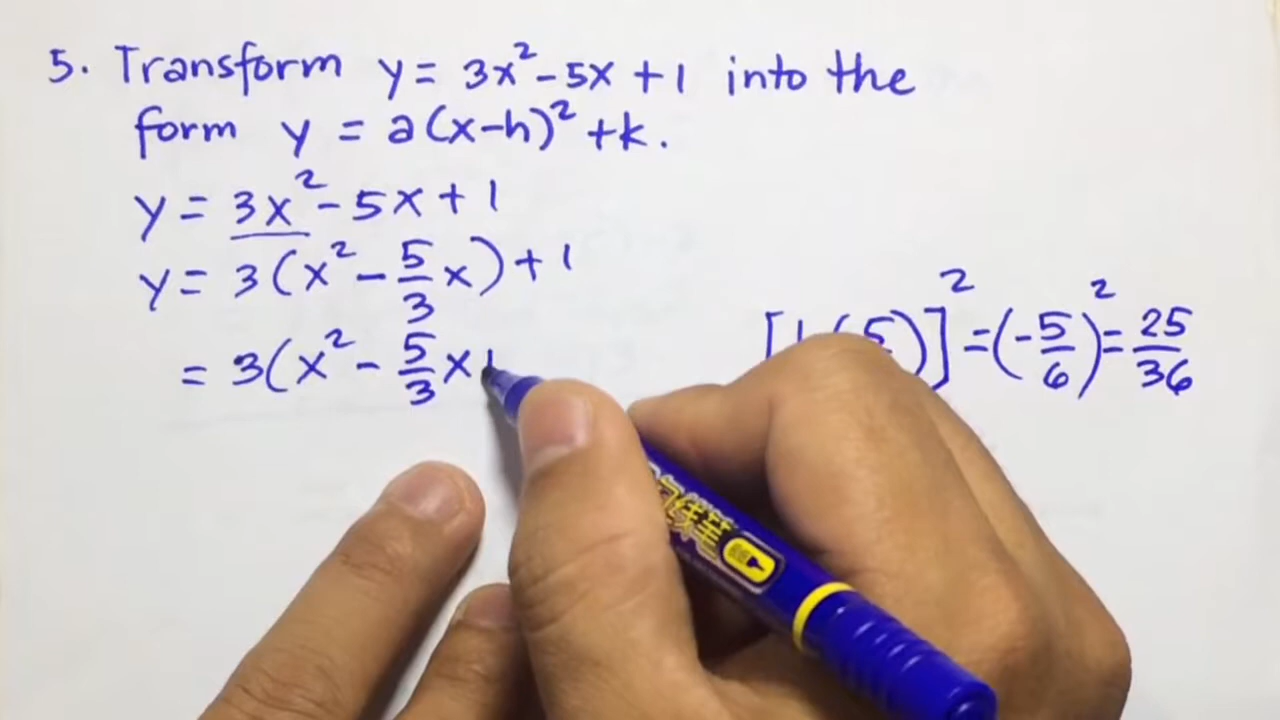 5. Transform y = 3x² - 5x + 1 into the
form y = a(x-h)² + k.
y = 3x² - 5x + 1
y = 3(x² - 5/3 x) + 1
= 3(x² - 5/3 x
)]² = (-5/6)² = 25/36